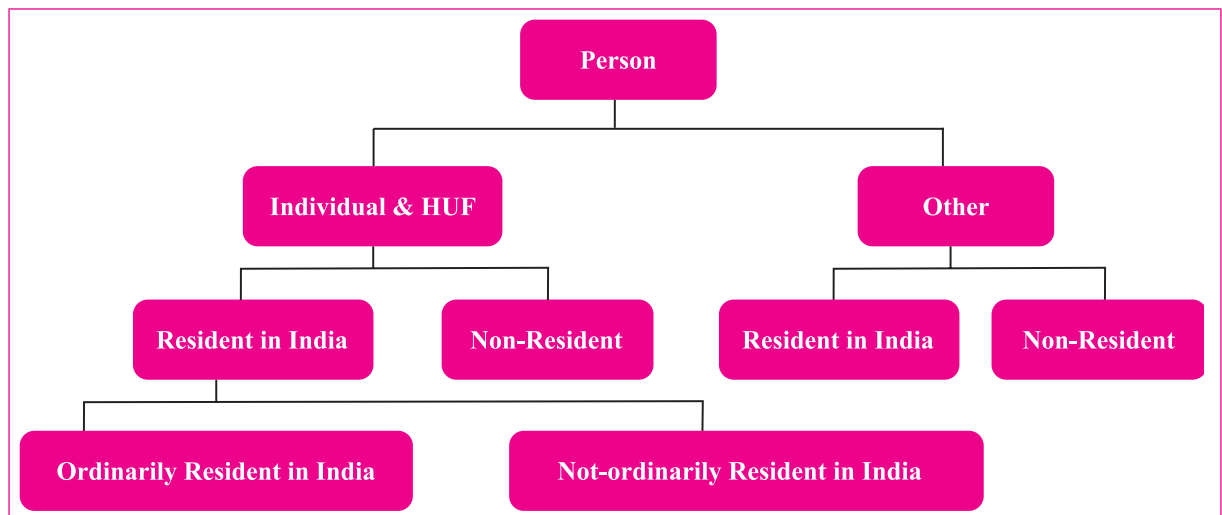 Person
Individual & HUF
Other
Resident in India
Non-Resident
Resident in India
Non-Resident
Ordinarily Resident in India
Not-ordinarily Resident in India